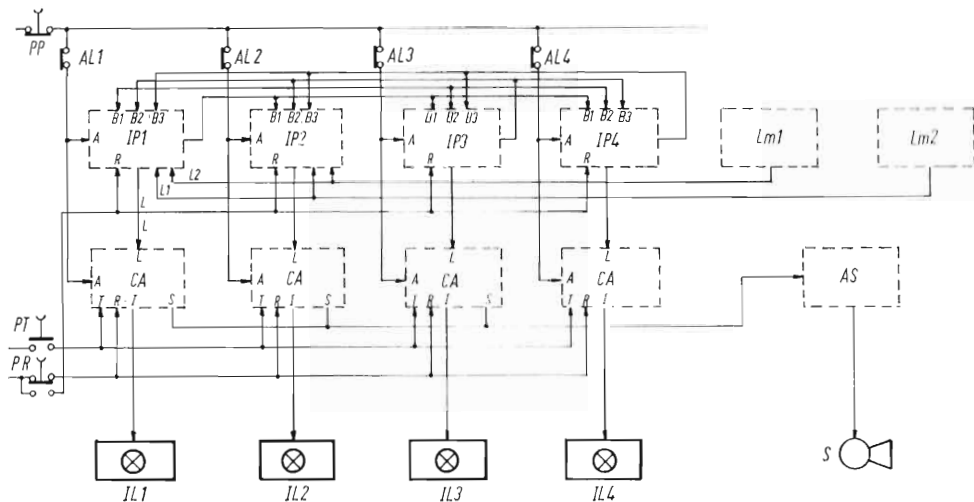 PP AL1 AL2 AL3 AL4
B1 B2 B3 B1 B2 B3 U1 U2 U3 B1 B2 B3
A IP1 A IP2 A IP3 A IP4 Lm1 Lm2
R R R R
L2
L1
L
L
L L L L
A CA A CA A CA A CA AS
T R I S T R I S T R I S T R I
PT
PR
S
IL1 IL2 IL3 IL4